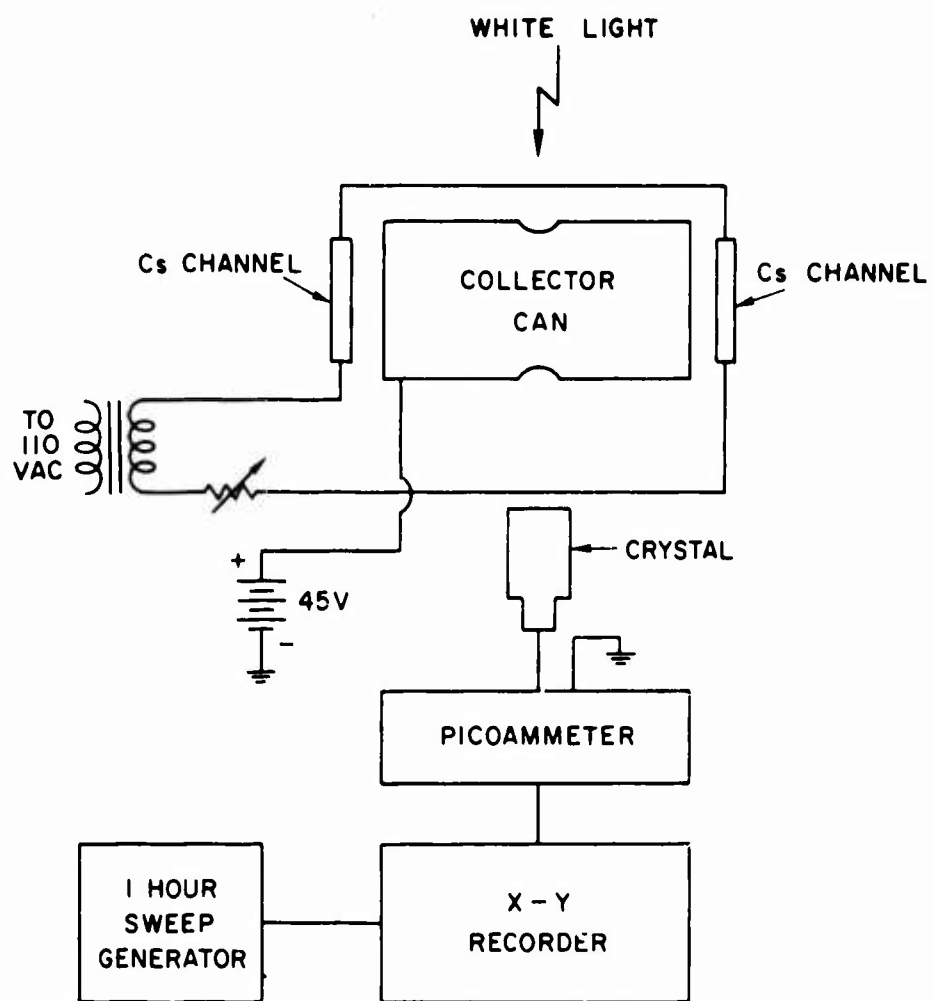 WHITE LIGHT
Cs CHANNEL
COLLECTOR
CAN
Cs CHANNEL
TO
110
VAC
CRYSTAL
+
45V
-
PICOAMMETER
1 HOUR
SWEEP
GENERATOR
X-Y
RECORDER